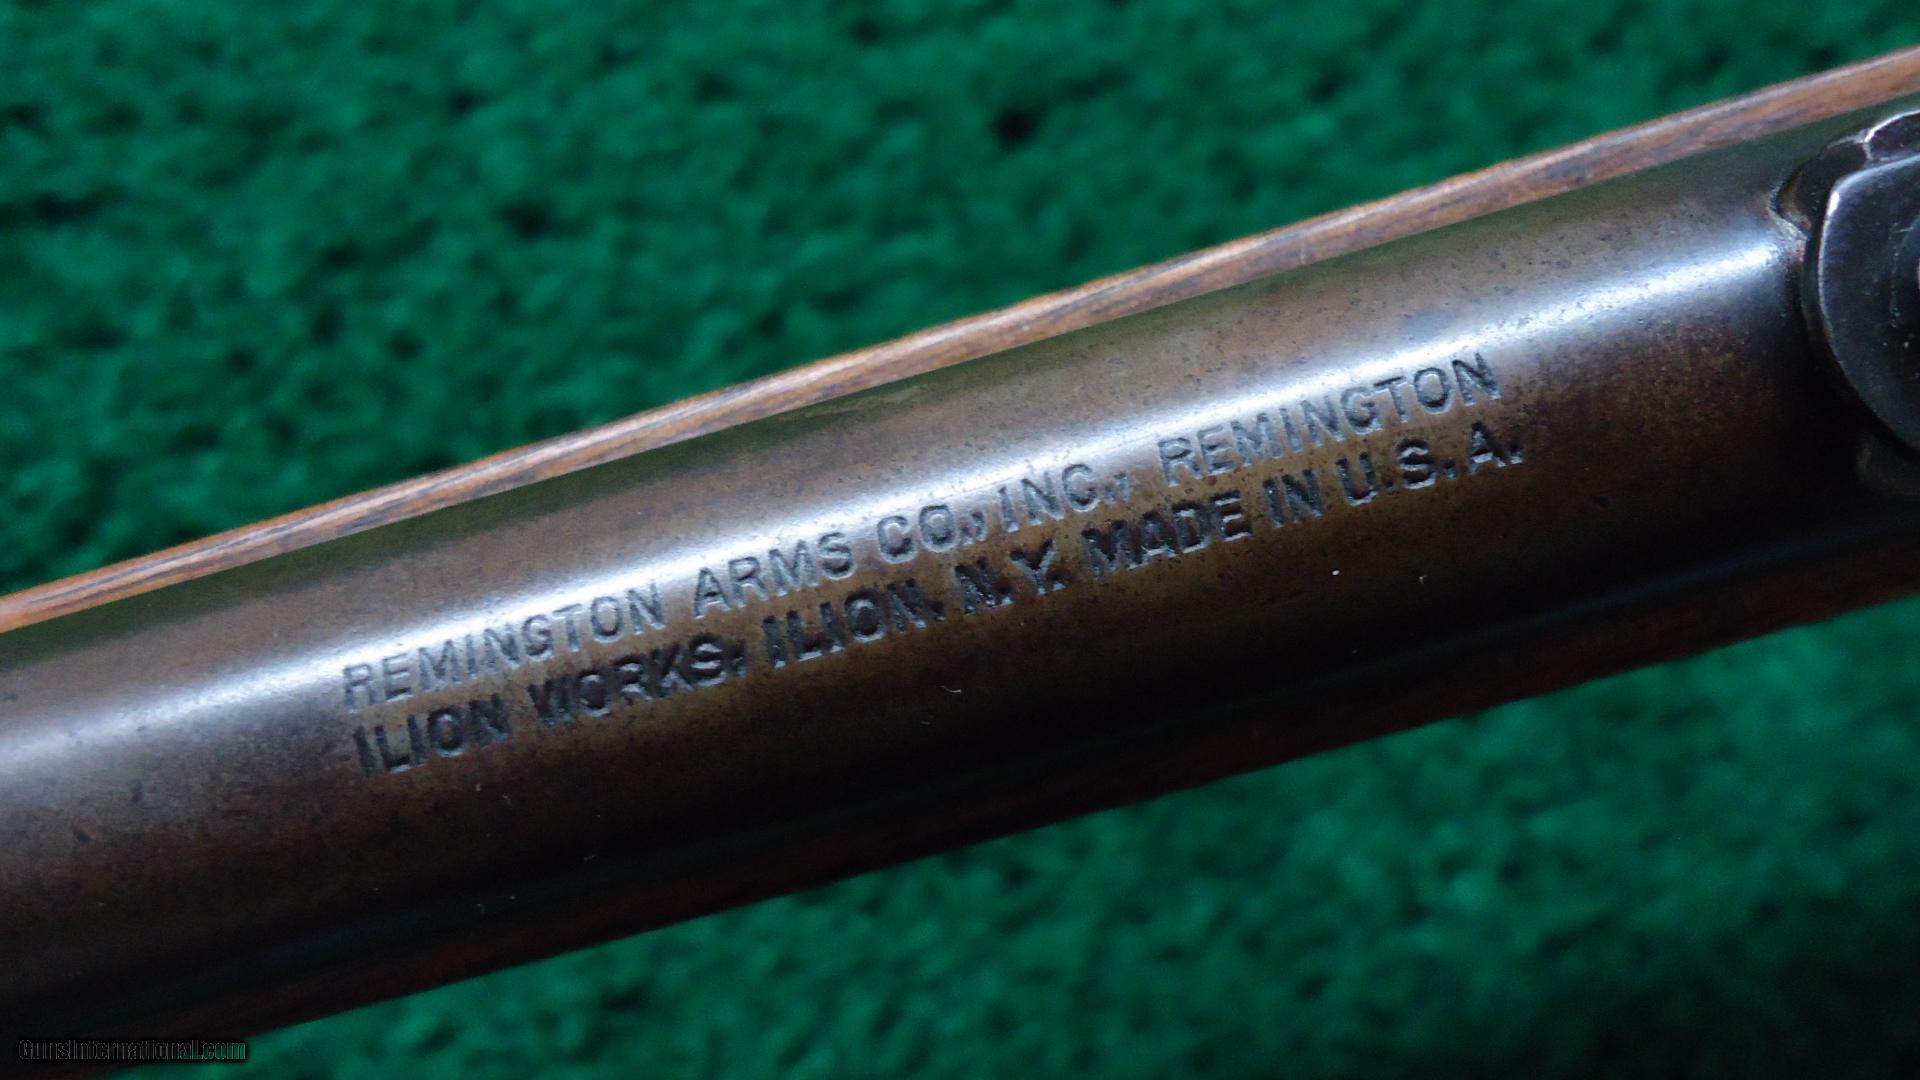 REMINGTON ARMS CO., INC., REMINGTON
ILION WORKS, ILION, N.Y. MADE IN U.S.A.
GunsInternational.com